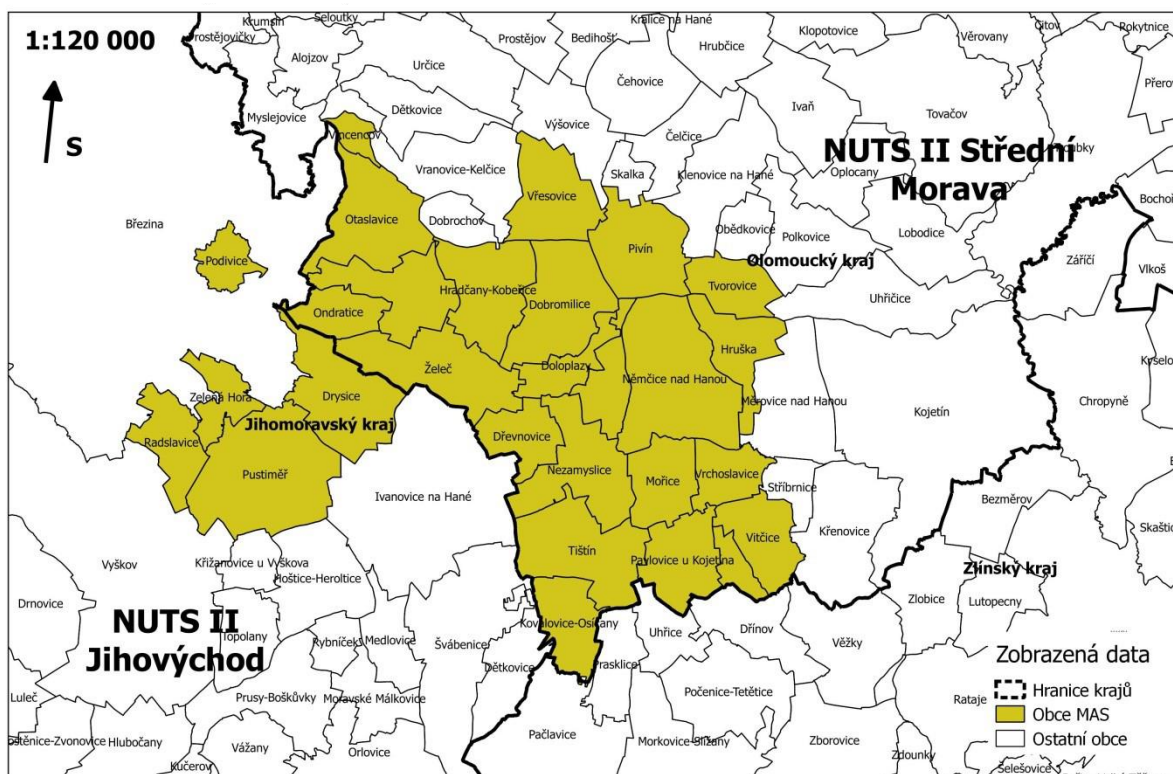 Krumsín
Seloutky
Prostějov
Bedihošť
Kralice na Hané
Hrubčice
Klopotovice
Věrovany
Citov
Rokytnice
1:120 000
Alojzov
Určice
Čehovice
Ivaň
Tovačov
S
Myslejovice
Dětkovice
Výšovice
Čelčice
NUTS II Střední
Morava
Vincencov
Vranovice-Kelčice
Skalka
Klenovice na Hané
Oplocany
Březina
Otaslavice
Dobrochov
Vřesovice
Pivín
Obědkovice
Polkovice
Lobodice
Záříčí
Vlkoš
Podivice
Olomoucký kraj
Uhřičice
Hradčany-Kobeřice
Dobromilice
Tvorovice
Ondratice
Želeč
Doloplazy
Němčice nad Hanou
Hruška
Měrovice nad Hanou
Kojetín
Chropyně
Zelená Hora
Drysice
Jihomoravský kraj
Radslavice
Pustiměř
Dřevnovice
Nezamyslice
Mořice
Vrchoslavice
Stříbrnice
Bezměrov
Ivanovice na Hané
Křenovice
Tištín
Pavlovice u Kojetína
Vitčice
Vyškov
Křižanovice u Vyškova
Hoštice-Heroltice
Zlínský kraj
Drnovice
Zlobice
Lutopecny
NUTS II
Jihovýchod
Topolany
Rybníček
Medlovice
Švábenice
Koválovice-Osíčany
Uhřice
Dřínov
Věžky
Dětkovice
Prasklice
Zobrazená data
Luleč
Prusy-Boškůvky
Moravské Málkovice
Počenice-Tetětice
Hranice krajů
Rataje
Obce MAS
Hlubočany
Vážany
Orlovice
Pačlavice
Morkovice-Slížany
Zborovice
Zdounky
Ostatní obce
Kučerov
Šelešovice